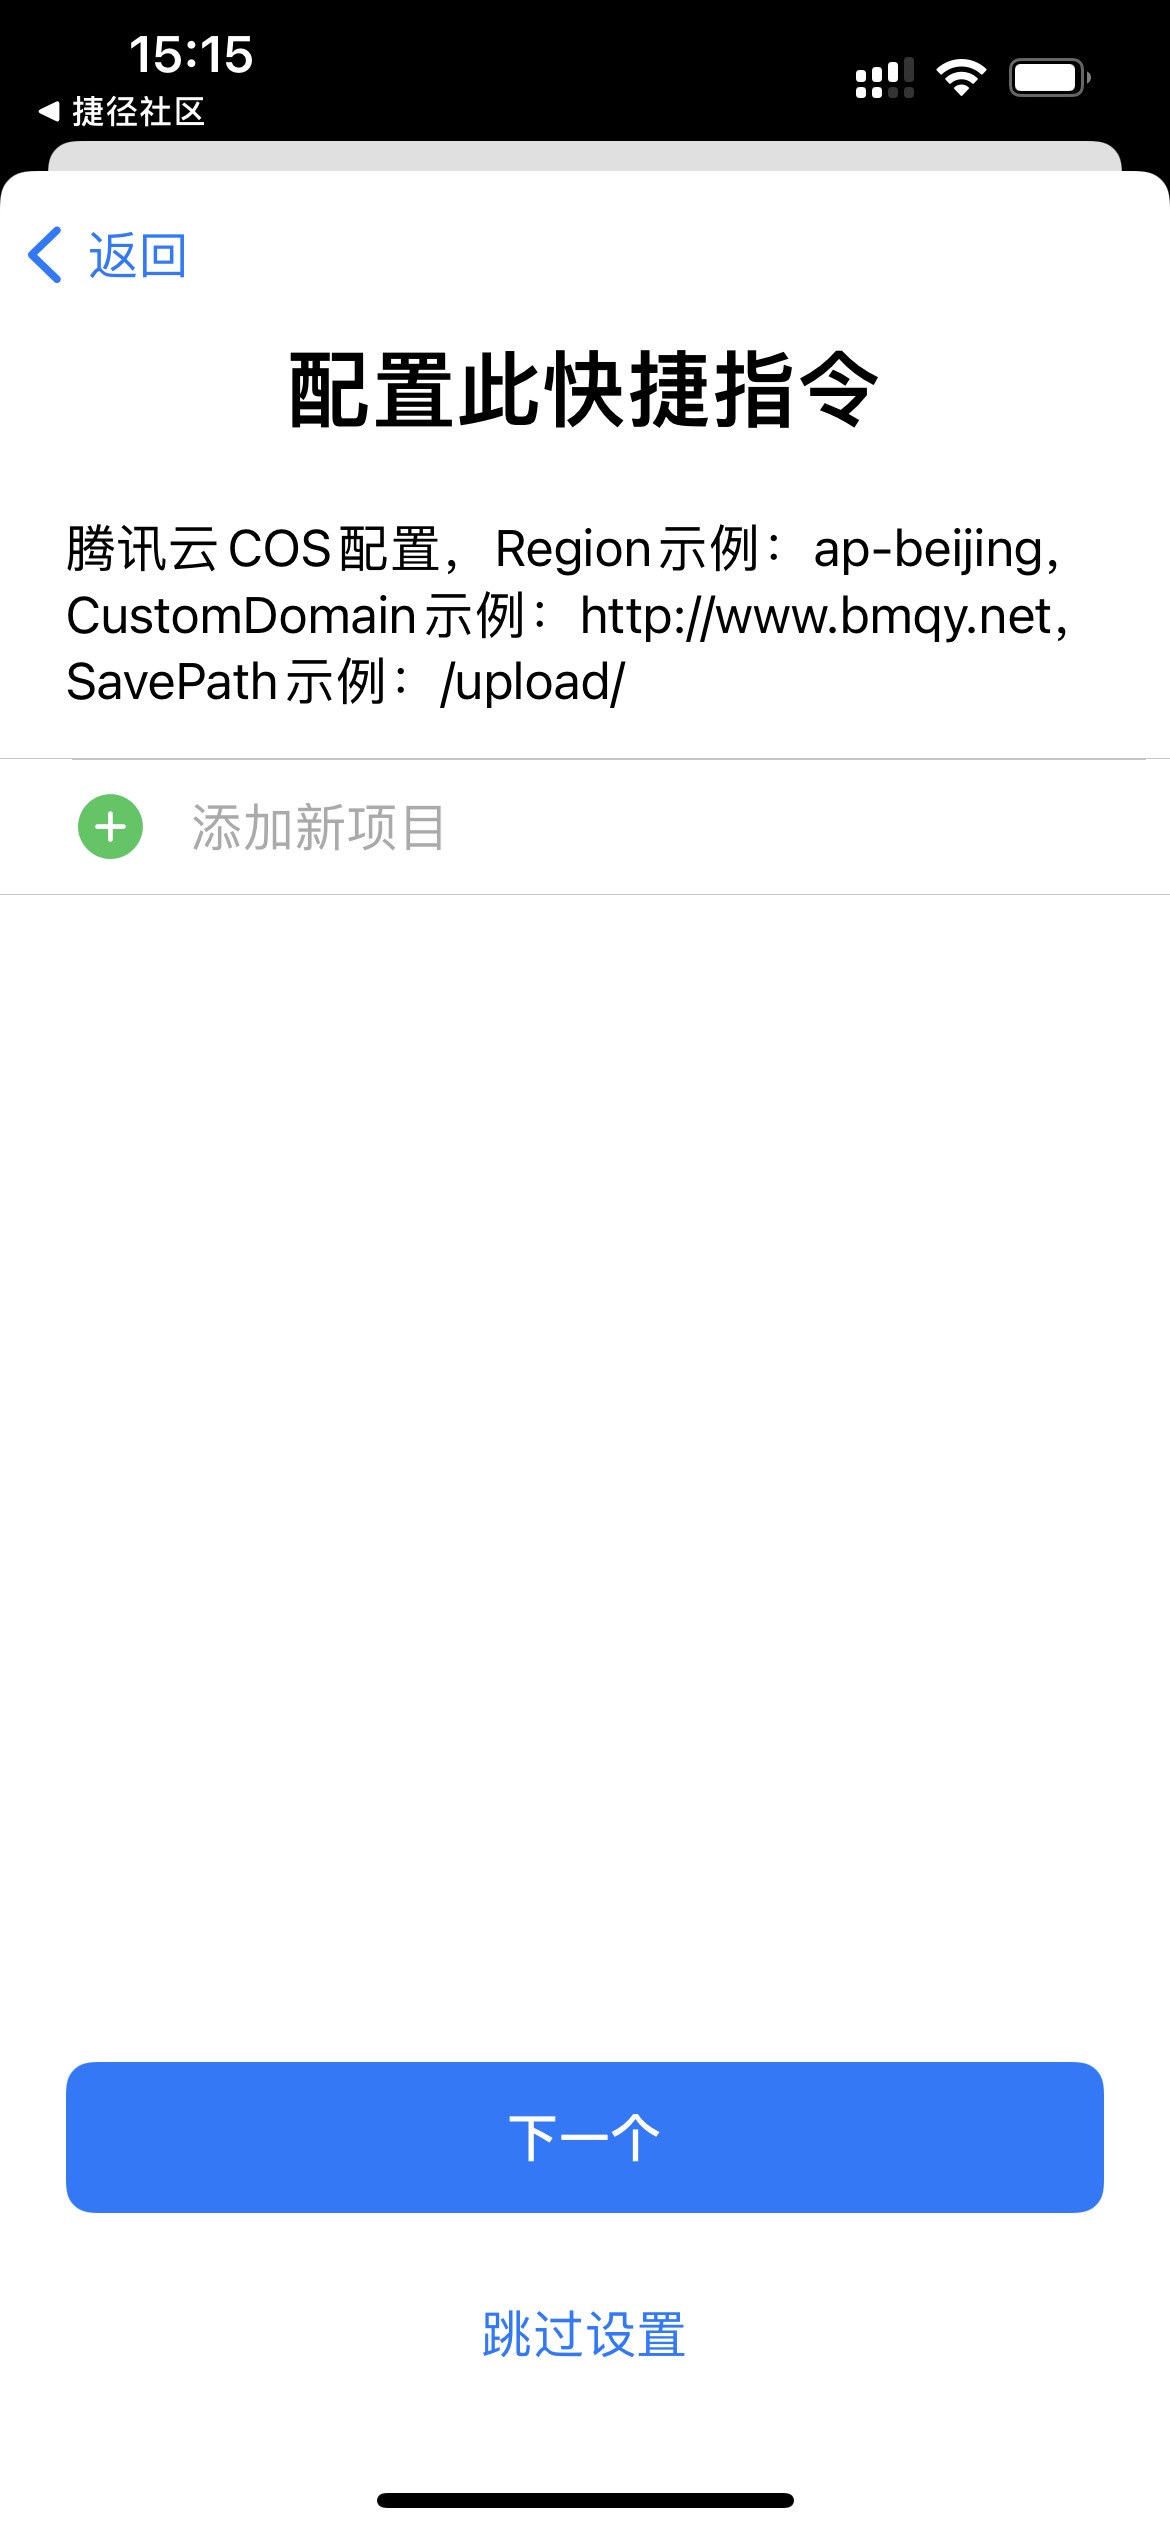 15:15
捷径社区
返回
配置此快捷指令
腾讯云 COS 配置，Region 示例：ap-beijing，
CustomDomain 示例：http://www.bmqy.net，
SavePath 示例：/upload/
添加新项目
下一个
跳过设置